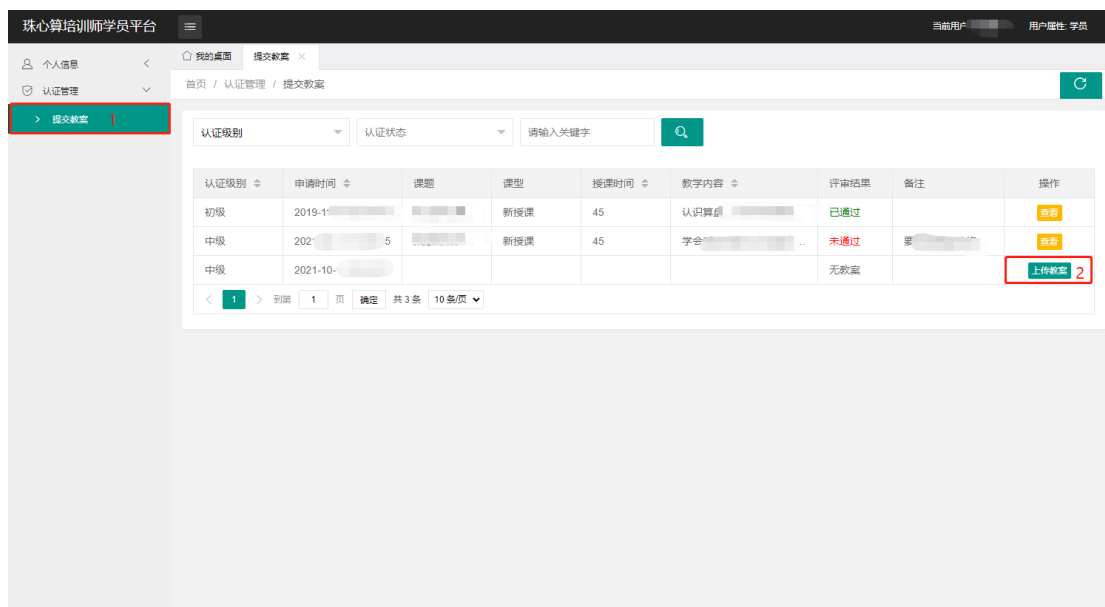 珠心算培训师学员平台 当前用户 用户属性: 学员
个人信息
认证管理
提交教案 1
我的桌面 提交教案
首页 / 认证管理 / 提交教案
认证级别 认证状态 请输入关键字
认证级别 申请时间 课题 课型 授课时间 教学内容 评审结果 备注 操作
初级 2019-1 新授课 45 认识算 已通过 查看
中级 202 5 新授课 45 学会 ... 未通过 要 查看
中级 2021-10- 无教案 上传教案 2
1 到第 1 页 确定 共 3 条 10 条/页